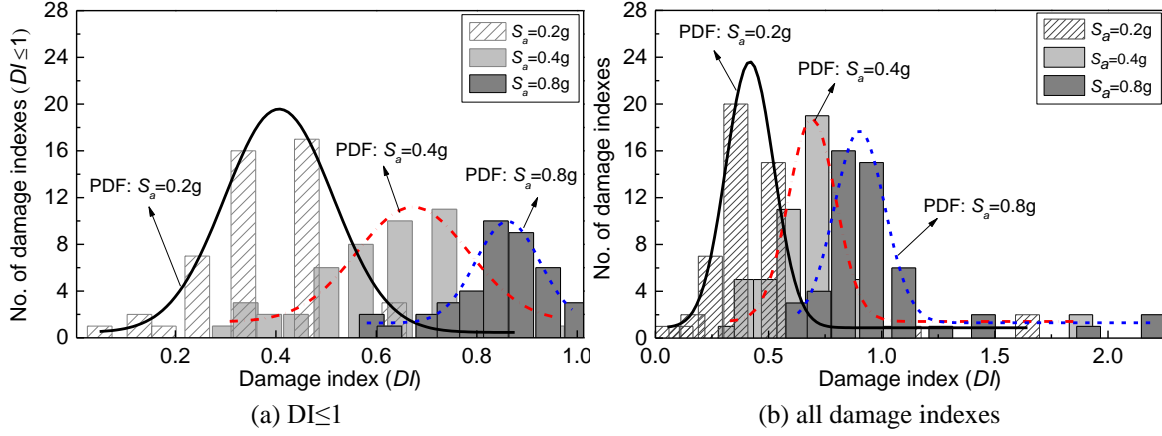 28
24
20
16
12
8
4
0
No. of damage indexes (DI ≤1)
Sₐ=0.2g
Sₐ=0.4g
Sₐ=0.8g
PDF: Sₐ=0.2g
PDF: Sₐ=0.4g
PDF: Sₐ=0.8g
0.2 0.4 0.6 0.8 1.0
Damage index (DI)
(a) DI≤1
28
24
20
16
12
8
4
0
No. of damage indexes
Sₐ=0.2g
Sₐ=0.4g
Sₐ=0.8g
PDF: Sₐ=0.2g
PDF: Sₐ=0.4g
PDF: Sₐ=0.8g
0.0 0.5 1.0 1.5 2.0
Damage index (DI)
(b) all damage indexes